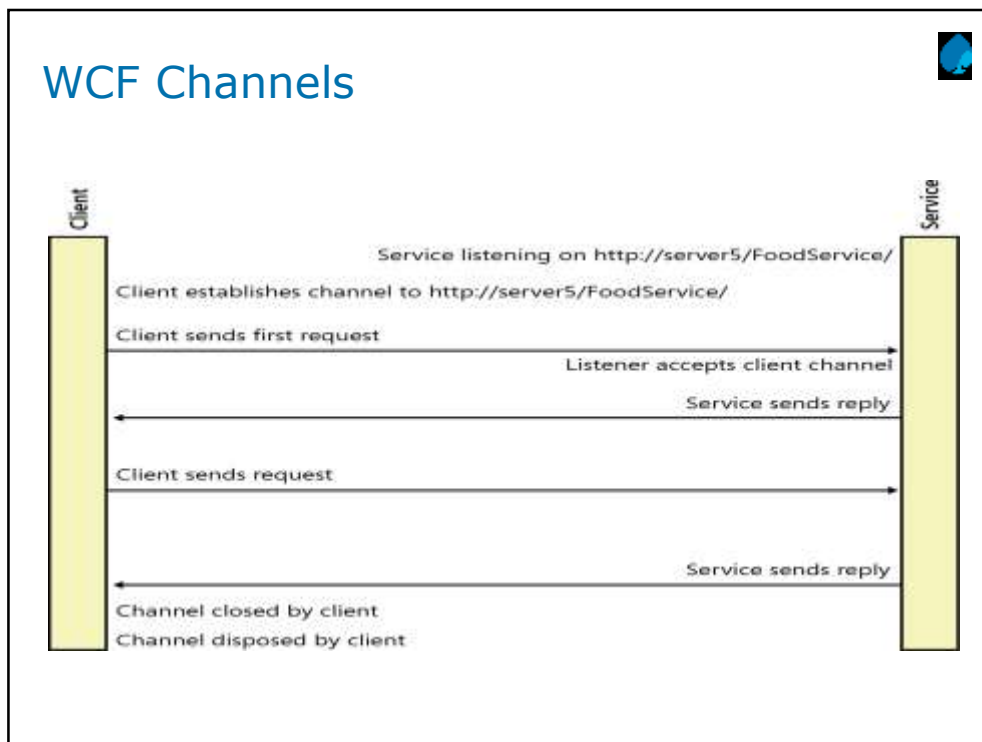 WCF Channels
Client
Service
Service listening on http://server5/FoodService/
Client establishes channel to http://server5/FoodService/
Client sends first request
Listener accepts client channel
Service sends reply
Client sends request
Service sends reply
Channel closed by client
Channel disposed by client